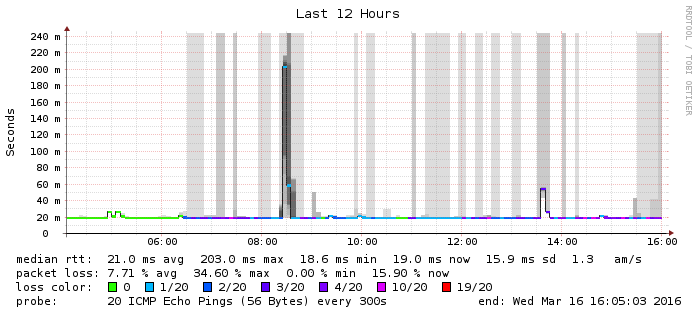 Last 12 Hours
RRDTOOL / TOBI OETIKER
Seconds
240 m
220 m
200 m
180 m
160 m
140 m
120 m
100 m
80 m
60 m
40 m
20 m
0
06:00 08:00 10:00 12:00 14:00 16:00
median rtt: 21.0 ms avg 203.0 ms max 18.6 ms min 19.0 ms now 15.9 ms sd 1.3 am/s
packet loss: 7.71 % avg 34.60 % max 0.00 % min 15.90 % now
loss color: 0 1/20 2/20 3/20 4/20 10/20 19/20
probe: 20 ICMP Echo Pings (56 Bytes) every 300s end: Wed Mar 16 16:05:03 2016